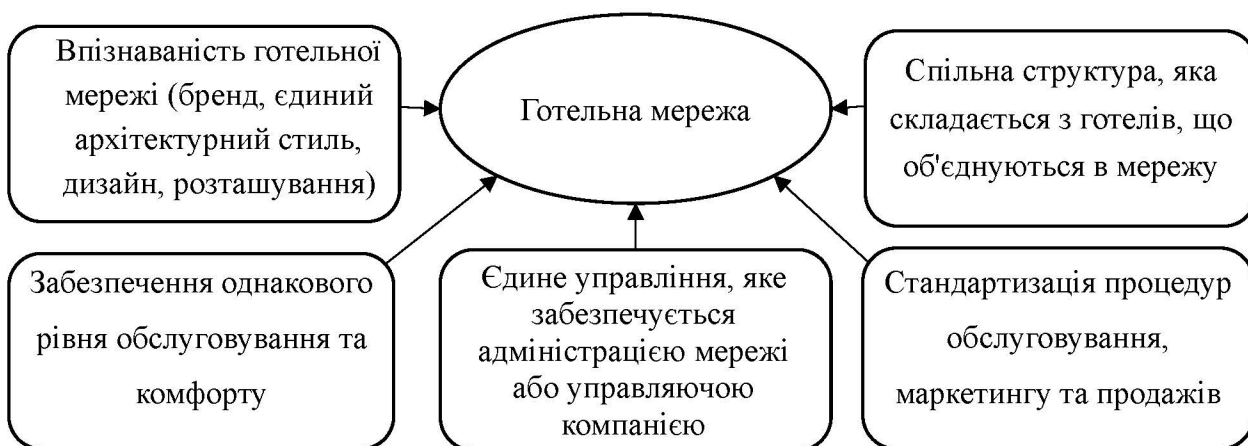 Впізнаваність готельної
мережі (бренд, єдиний
архітектурний стиль,
дизайн, розташування)
Готельна мережа
Спільна структура, яка
складається з готелів, що
об'єднуються в мережу
Забезпечення однакового
рівня обслуговування та
комфорту
Єдине управління, яке
забезпечується
адміністрацією мережі
або управляючою
компанією
Стандартизація процедур
обслуговування,
маркетингу та продажів